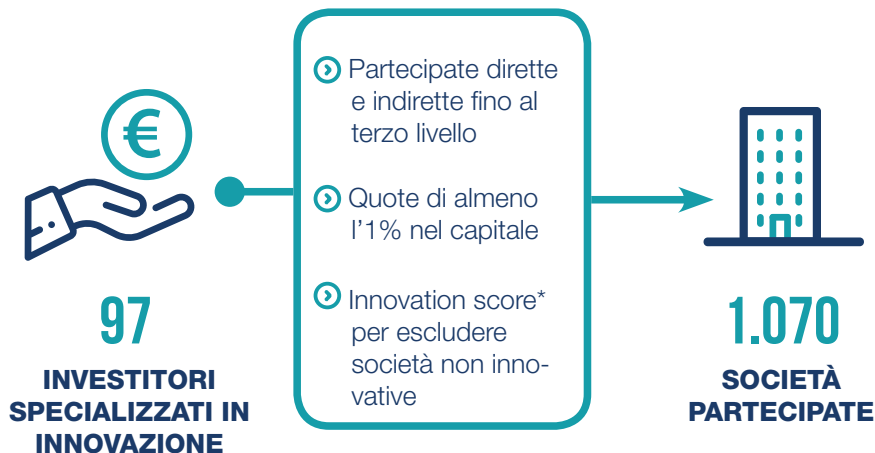 €
97
INVESTITORI
SPECIALIZZATI IN
INNOVAZIONE
Partecipate dirette
e indirette fino al
terzo livello
Quote di almeno
l'1% nel capitale
Innovation score*
per escludere
società non inno-
vative
1.070
SOCIETÀ
PARTECIPATE